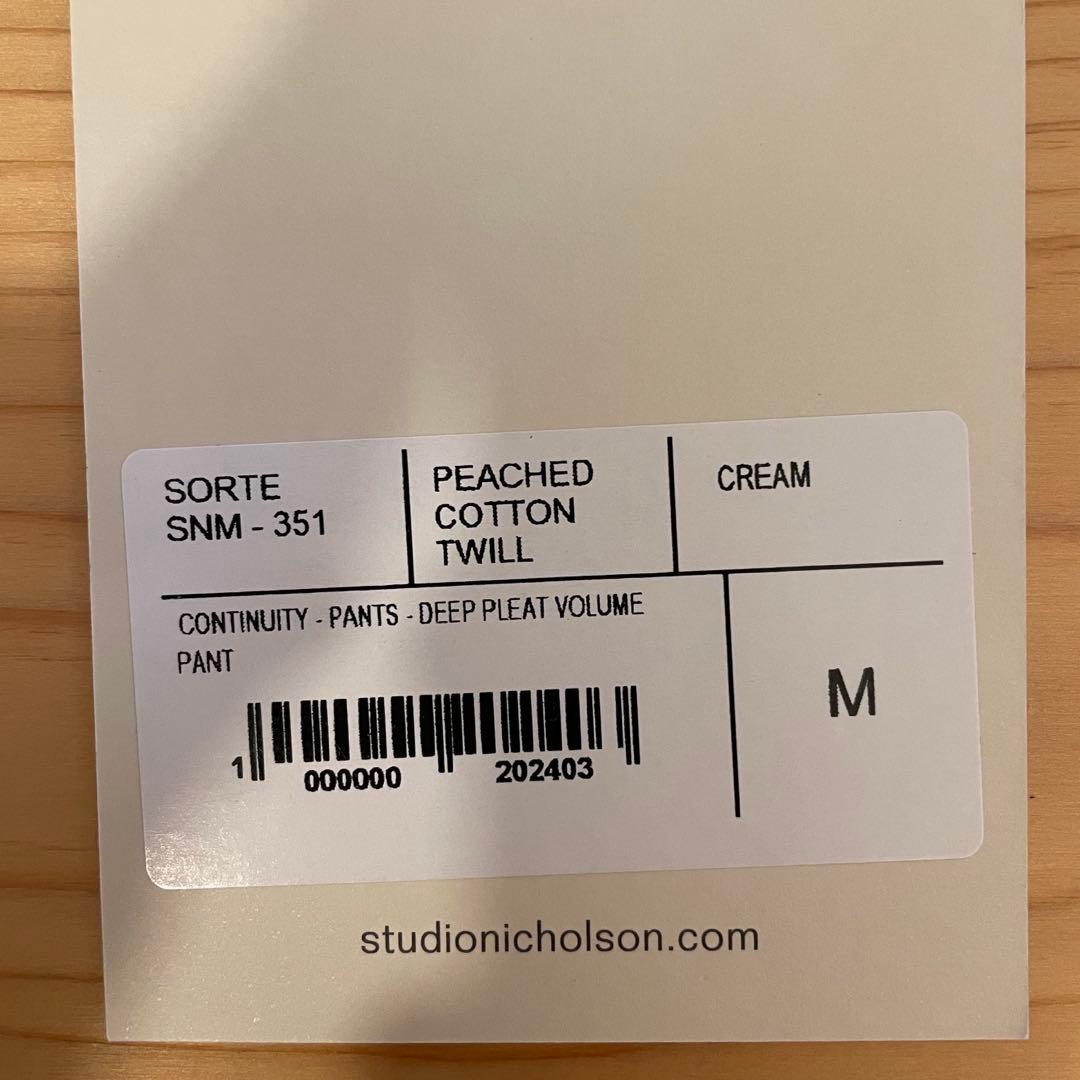 SORTE
SNM - 351
PEACHED
COTTON
TWILL
CREAM
CONTINUITY - PANTS - DEEP PLEAT VOLUME
PANT
M
1 000000 202403
studionicholson.com